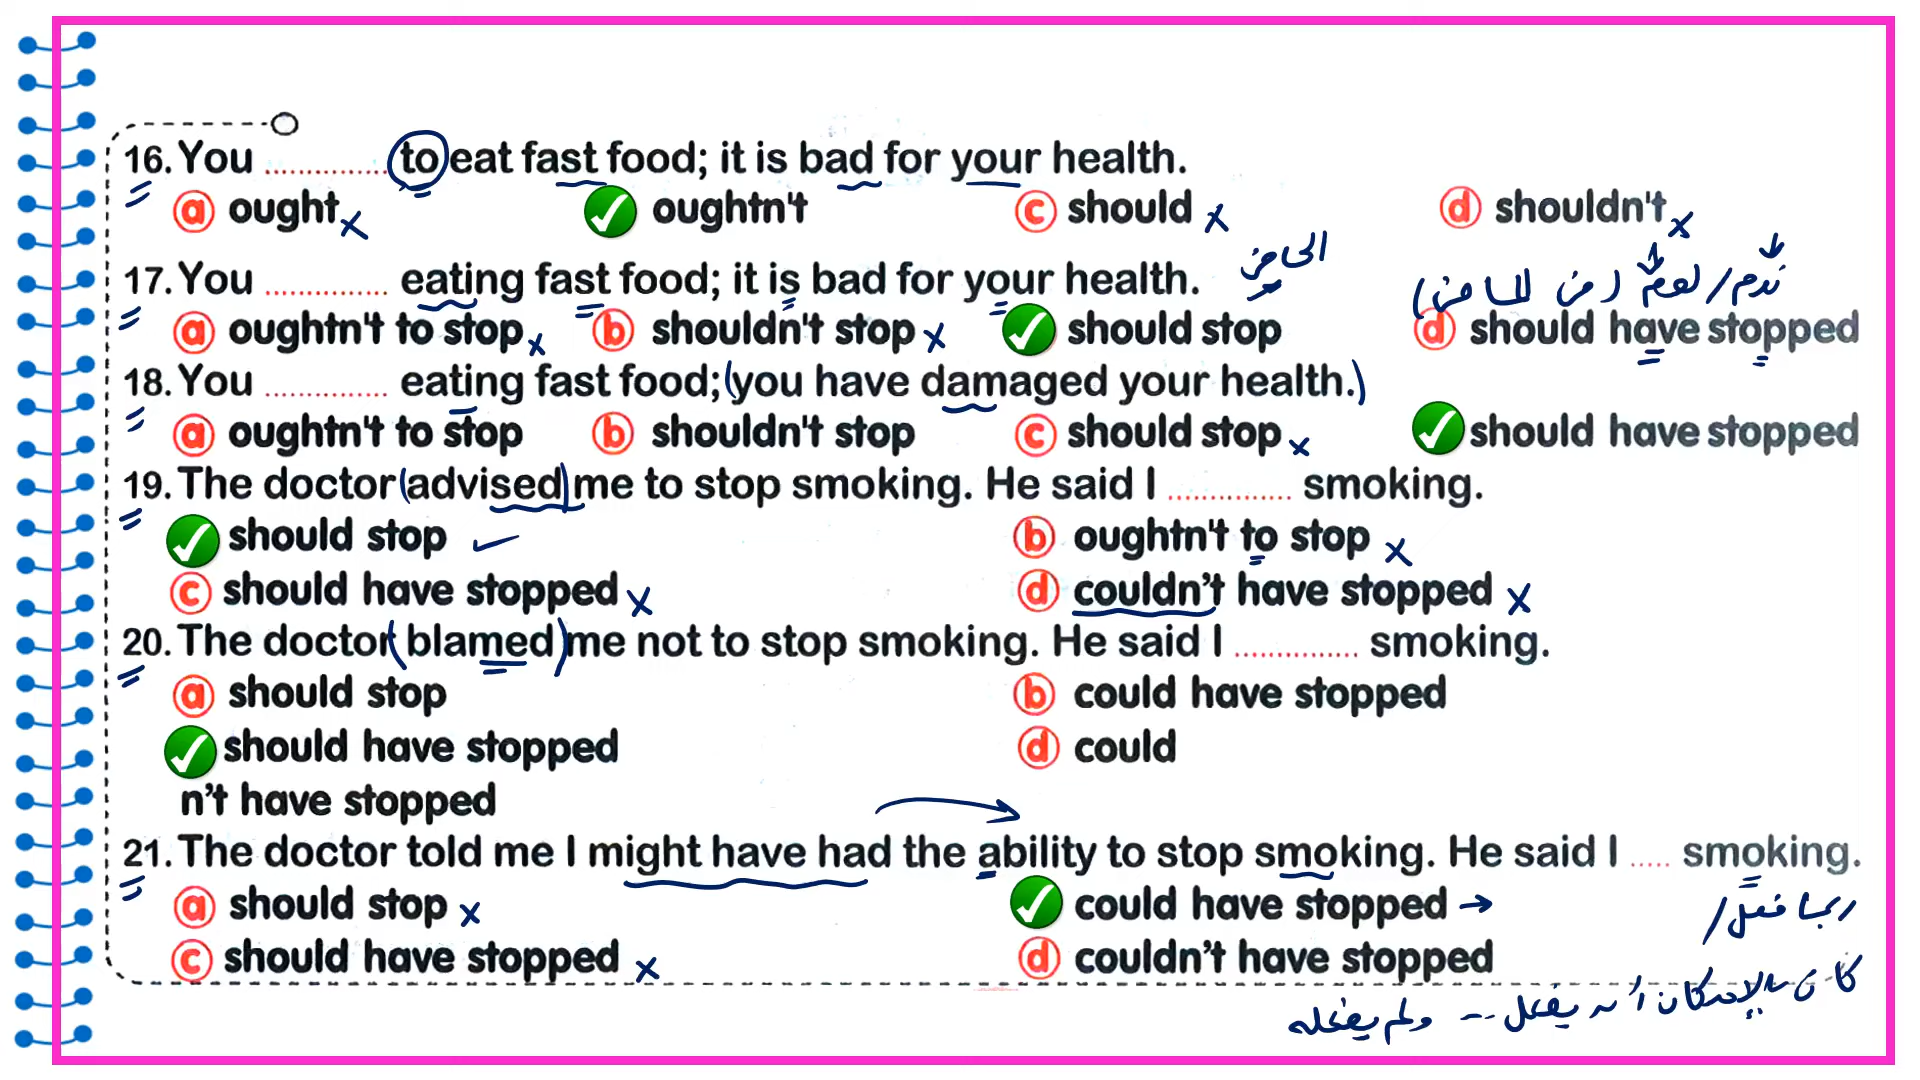 16. You ............. to eat fast food; it is bad for your health.
a ought x oughtn't c should x d shouldn't x
الحاضر
ندم / لوم (فى الماضى)
17. You ............. eating fast food; it is bad for your health.
a oughtn't to stop x b shouldn't stop x should stop d should have stopped
18. You ............. eating fast food; (you have damaged your health.)
a oughtn't to stop b shouldn't stop c should stop x should have stopped
19. The doctor (advised) me to stop smoking. He said I ............. smoking.
should stop b oughtn't to stop x
c should have stopped x d couldn't have stopped x
20. The doctor (blamed) me not to stop smoking. He said I ............. smoking.
a should stop b could have stopped
should have stopped d could
n't have stopped
21. The doctor told me I might have had the ability to stop smoking. He said I ..... smoking.
a should stop x could have stopped
ربما فعل /
c should have stopped x d couldn't have stopped
كان بالإمكان أن يفعل -- ولم يفعله